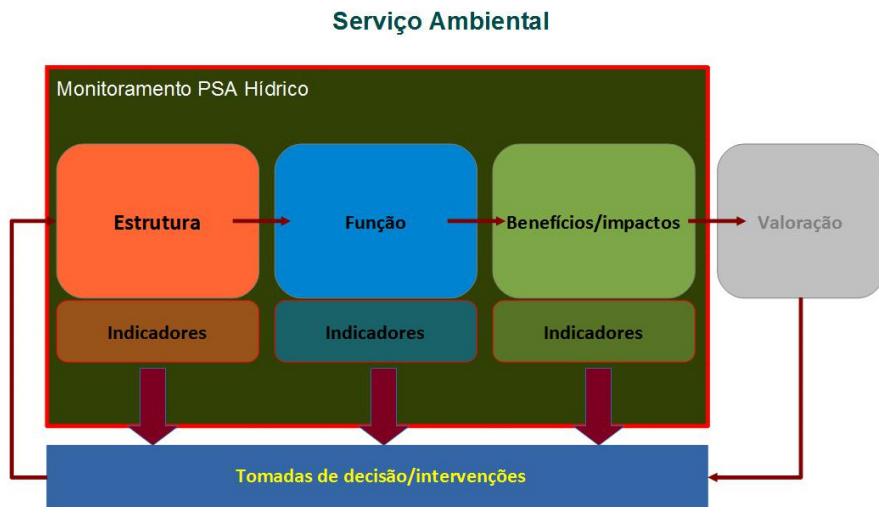 Serviço Ambiental
Monitoramento PSA Hídrico
Estrutura
Função
Benefícios/impactos
Valoração
Indicadores
Indicadores
Indicadores
Tomadas de decisão/intervenções